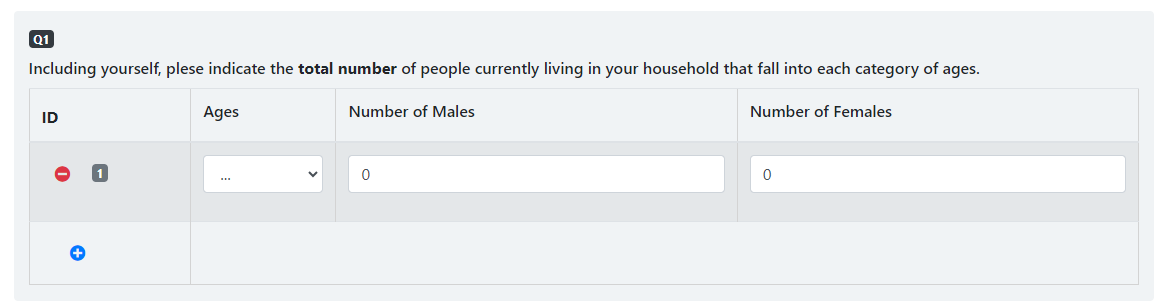 Q1
Including yourself, plese indicate the total number of people currently living in your household that fall into each category of ages.
ID Ages Number of Males Number of Females
1 ... 0 0